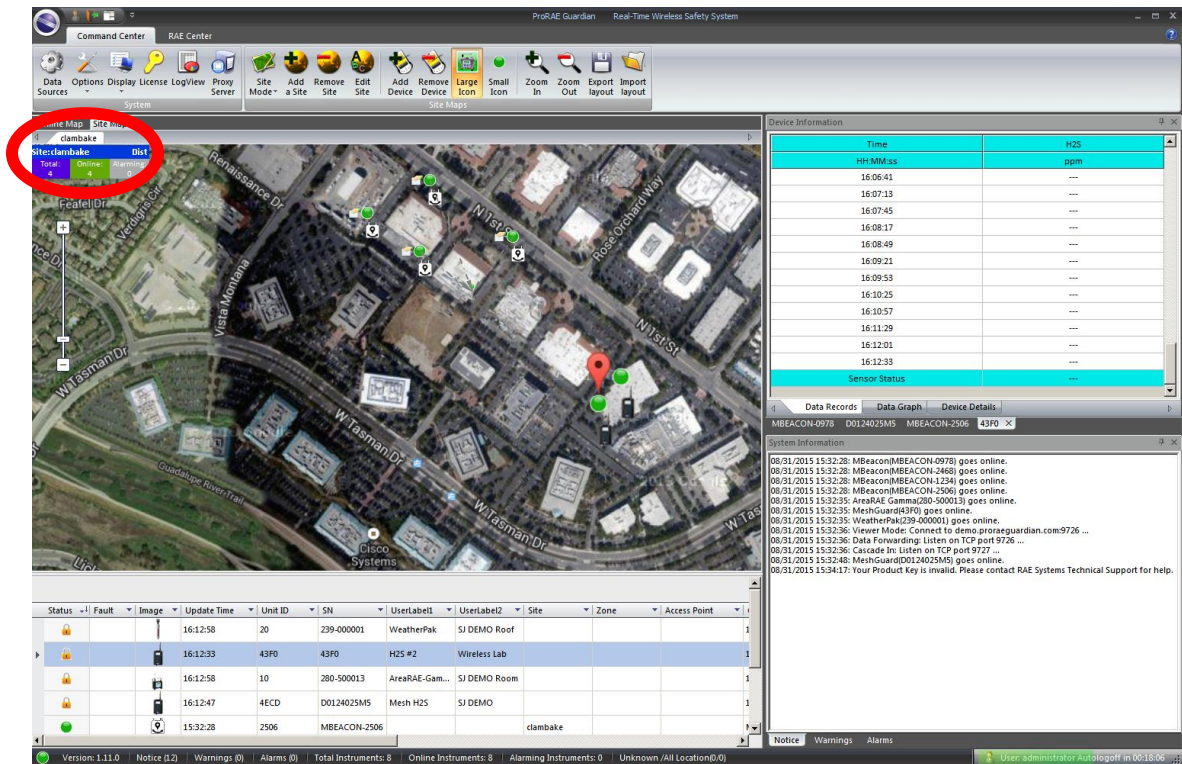 ProRAE Guardian Real-Time Wireless Safety System
Command Center RAE Center
Data Sources
Options
Display
License
LogView
Proxy Server
System
Site Mode
Add a Site
Remove Site
Edit Site
Add Device
Remove Device
Large Icon
Small Icon
Zoom In
Zoom Out
Export layout
Import layout
Site Maps
line Map Site Ma
clambake
Site:clambake Dist
Total: Online: Alarming:
4 4 0
Renaissance Dr
Feafel Dr
Verdigris Cir
nce Dr
Vista Montana
N 1st St
Rose Orchard Way
N 1st St
W Tasman Dr
W Tasman Dr
Guadalupe River Trail
W Tasman Dr
W Tas
Cisco Systems
Status Fault Image Update Time Unit ID SN UserLabel1 UserLabel2 Site Zone Access Point
16:12:58 20 239-000001 WeatherPak SJ DEMO Roof 1
16:12:33 43F0 43F0 H2S #2 Wireless Lab 1
16:12:58 10 280-500013 AreaRAE-Gam... SJ DEMO Room 1
16:12:47 4ECD D0124025M5 Mesh H2S SJ DEMO 1
15:32:28 2506 MBEACON-2506 clambake
Device Information
Time H2S
HH:MM:ss ppm
16:06:41 ---
16:07:13 ---
16:07:45 ---
16:08:17 ---
16:08:49 ---
16:09:21 ---
16:09:53 ---
16:10:25 ---
16:10:57 ---
16:11:29 ---
16:12:01 ---
16:12:33 ---
Sensor Status ---
Data Records Data Graph Device Details
MBEACON-0978 D0124025M5 MBEACON-2506 43F0
System Information
08/31/2015 15:32:28: MBeacon(MBEACON-0978) goes online.
08/31/2015 15:32:28: MBeacon(MBEACON-2468) goes online.
08/31/2015 15:32:28: MBeacon(MBEACON-1234) goes online.
08/31/2015 15:32:28: MBeacon(MBEACON-2506) goes online.
08/31/2015 15:32:35: AreaRAE Gamma(280-500013) goes online.
08/31/2015 15:32:35: MeshGuard(43F0) goes online.
08/31/2015 15:32:35: WeatherPak(239-000001) goes online.
08/31/2015 15:32:36: Viewer Mode: Connect to demo.proraeguardian.com:9726 ...
08/31/2015 15:32:36: Data Forwarding: Listen on TCP port 9726 ...
08/31/2015 15:32:36: Cascade In: Listen on TCP port 9727 ...
08/31/2015 15:32:48: MeshGuard(D0124025M5) goes online.
08/31/2015 15:34:17: Your Product Key is invalid. Please contact RAE Systems Technical Support for help.
Notice Warnings Alarms
Version: 1.11.0 Notice (12) Warnings (0) Alarms (0) Total Instruments: 8 Online Instruments: 8 Alarming Instruments: 0 Unknown /All Location(0/0) User: administrator Autologoff in 00:18:06